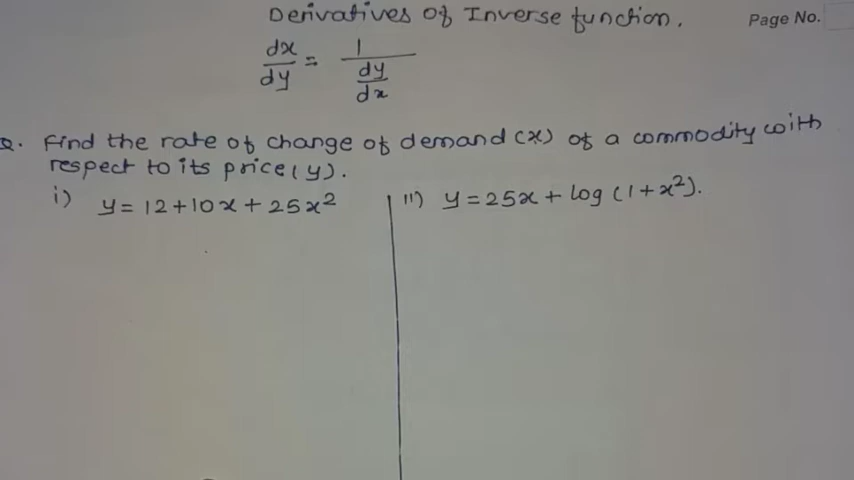 Derivatives of Inverse function.
Page No.
dx/dy = 1/(dy/dx)
Q. Find the rate of change of demand (x) of a commodity with
respect to its price (y).
i) y = 12 + 10x + 25x²
ii) y = 25x + log (1 + x²).